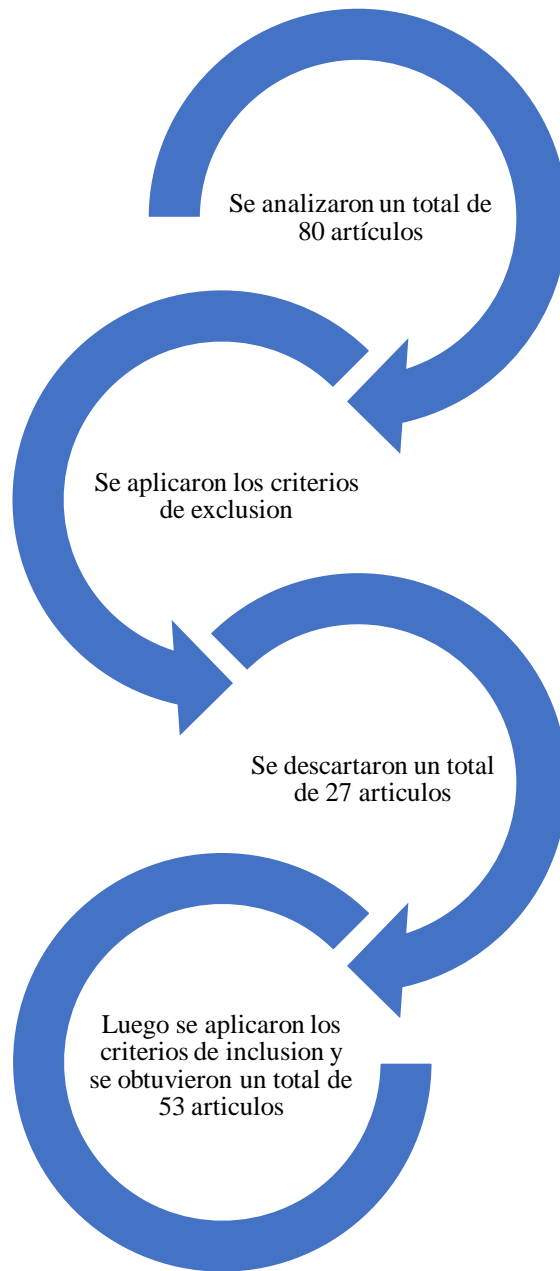 Se analizaron un total de
80 artículos
Se aplicaron los criterios
de exclusion
Se descartaron un total
de 27 articulos
Luego se aplicaron los
criterios de inclusion y
se obtuvieron un total de
53 articulos